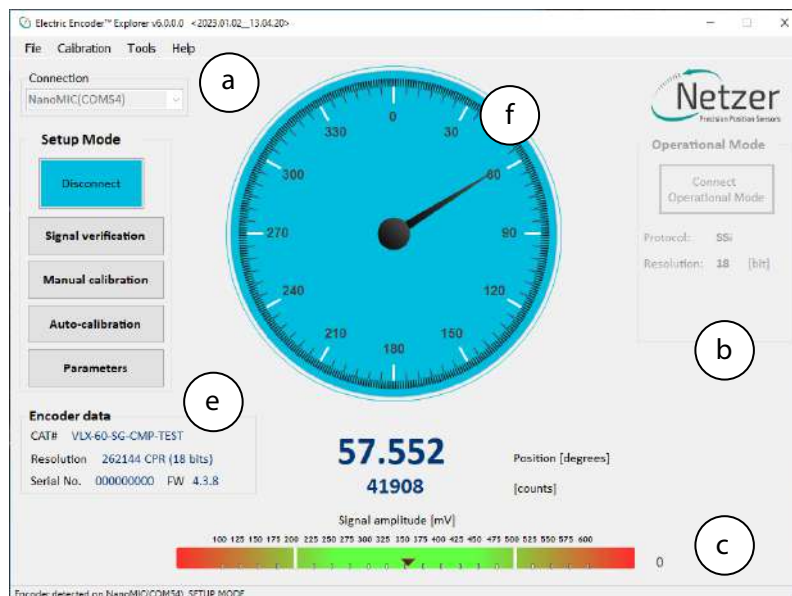 Electric Encoder™ Explorer v6.0.0.0 <2023.01.02__13.04.20>
File Calibration Tools Help
Connection
NanoMIC(COM54)
a
Setup Mode
Disconnect
Signal verification
Manual calibration
Auto-calibration
Parameters
0
30
60
90
120
150
180
210
240
270
300
330
f
Netzer
Precision Position Sensors
Operational Mode
Connect
Operational Mode
Protocol: SSi
Resolution: 18 [bit]
b
e
Encoder data
CAT# VLX-60-SG-CMP-TEST
Resolution 262144 CPR (18 bits)
Serial No. 000000000 FW 4.3.8
57.552 Position [degrees]
41908 [counts]
Signal amplitude [mV]
100 125 150 175 200 225 250 275 300 325 350 375 400 425 450 475 500 525 550 575 600
0
c
Encoder detected on NanoMIC(COM54) SETUP MODE